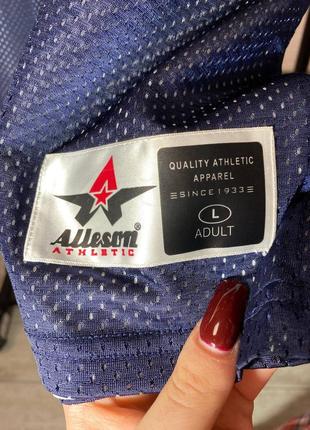 Alleson®
ATHLETIC
QUALITY ATHLETIC
APPAREL
SINCE 1933
L
ADULT